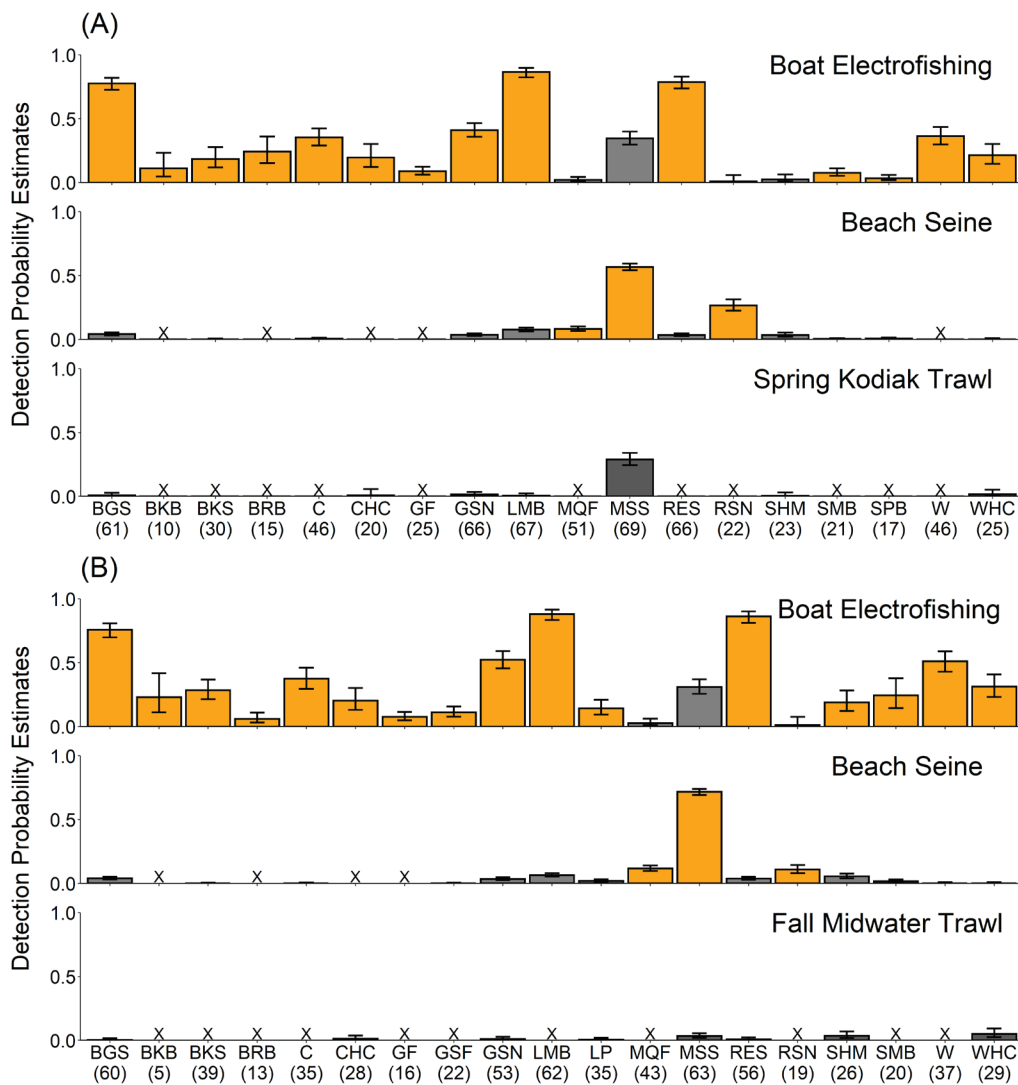 (A)
Detection Probability Estimates
Boat Electrofishing
1.0
0.5
0.0
Beach Seine
1.0
0.5
X X X X X
0.0
Spring Kodiak Trawl
1.0
0.5
X X X X X X X X X X X
0.0
BGS BKB BKS BRB C CHC GF GSN LMB MQF MSS RES RSN SHM SMB SPB W WHC
(61) (10) (30) (15) (46) (20) (25) (66) (67) (51) (69) (66) (22) (23) (21) (17) (46) (25)
(B)
Detection Probability Estimates
Boat Electrofishing
1.0
0.5
0.0
Beach Seine
1.0
0.5
X X X X
0.0
Fall Midwater Trawl
1.0
0.5
X X X X X X X X X X X
0.0
BGS BKB BKS BRB C CHC GF GSF GSN LMB LP MQF MSS RES RSN SHM SMB W WHC
(60) (5) (39) (13) (35) (28) (16) (22) (53) (62) (35) (43) (63) (56) (19) (26) (20) (37) (29)